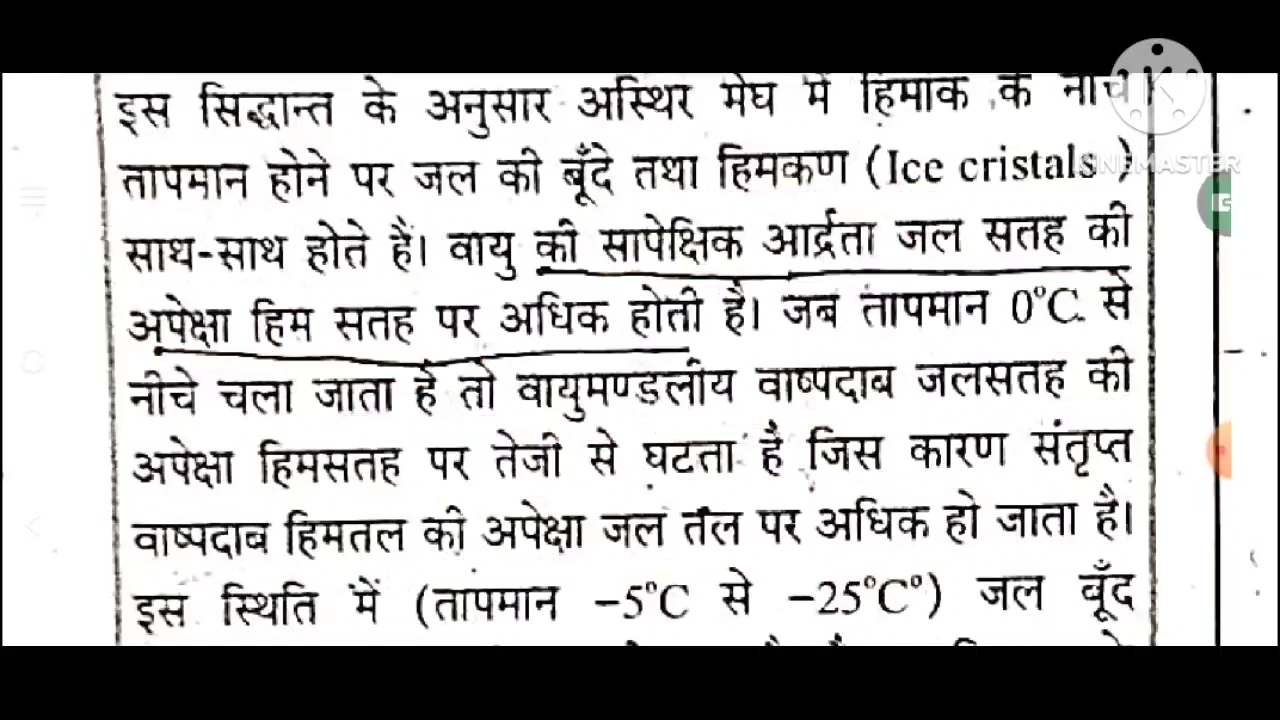 इस सिद्धान्त के अनुसार अस्थिर मेघ में हिमांक के नीचे
तापमान होने पर जल की बूँदे तथा हिमकण (Ice cristals)
साथ-साथ होते हैं। वायु की सापेक्षिक आर्द्रता जल सतह की
अपेक्षा हिम सतह पर अधिक होती है। जब तापमान 0°C. से
नीचे चला जाता है तो वायुमण्डलीय वाष्पदाब जलसतह की
अपेक्षा हिमसतह पर तेजी से घटता है जिस कारण संतृप्त
वाष्पदाब हिमतल की अपेक्षा जल तल पर अधिक हो जाता है।
इस स्थिति में (तापमान –5°C से –25°C°) जल बूँद
KINEMASTER